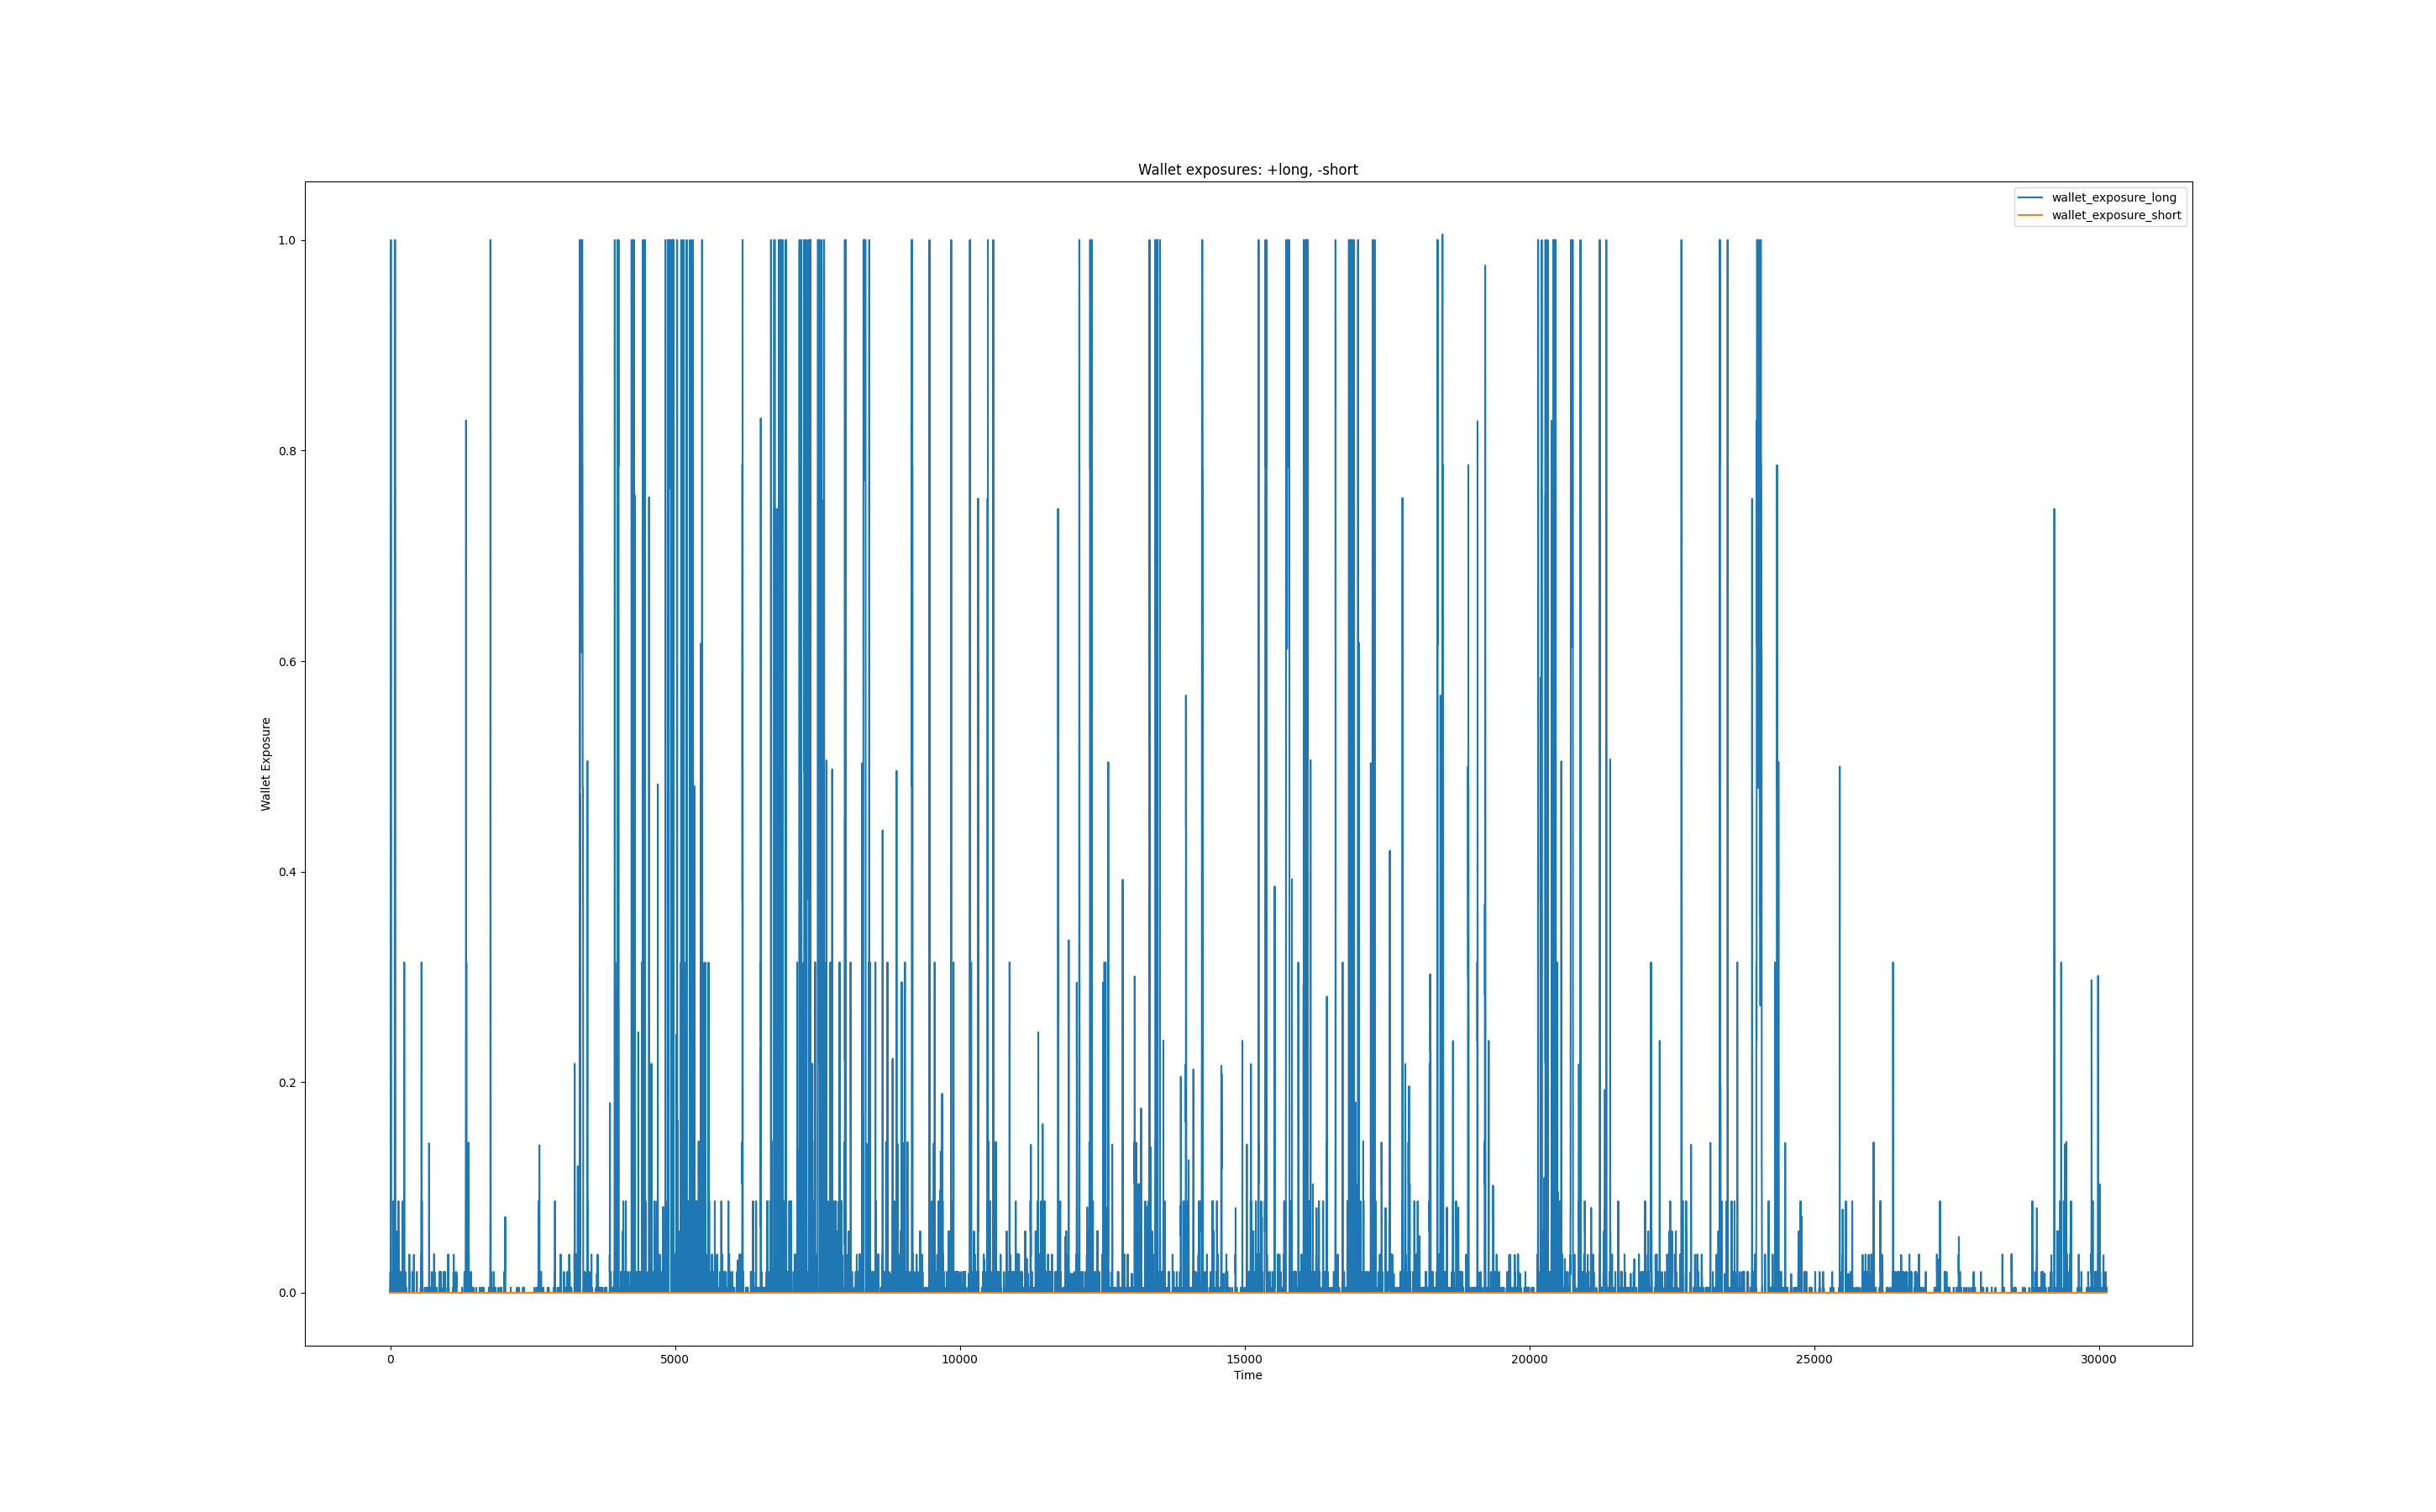 Wallet exposures: +long, -short
wallet_exposure_long
wallet_exposure_short
1.0
0.8
0.6
0.4
0.2
0.0
Wallet Exposure
0 5000 10000 15000 20000 25000 30000
Time